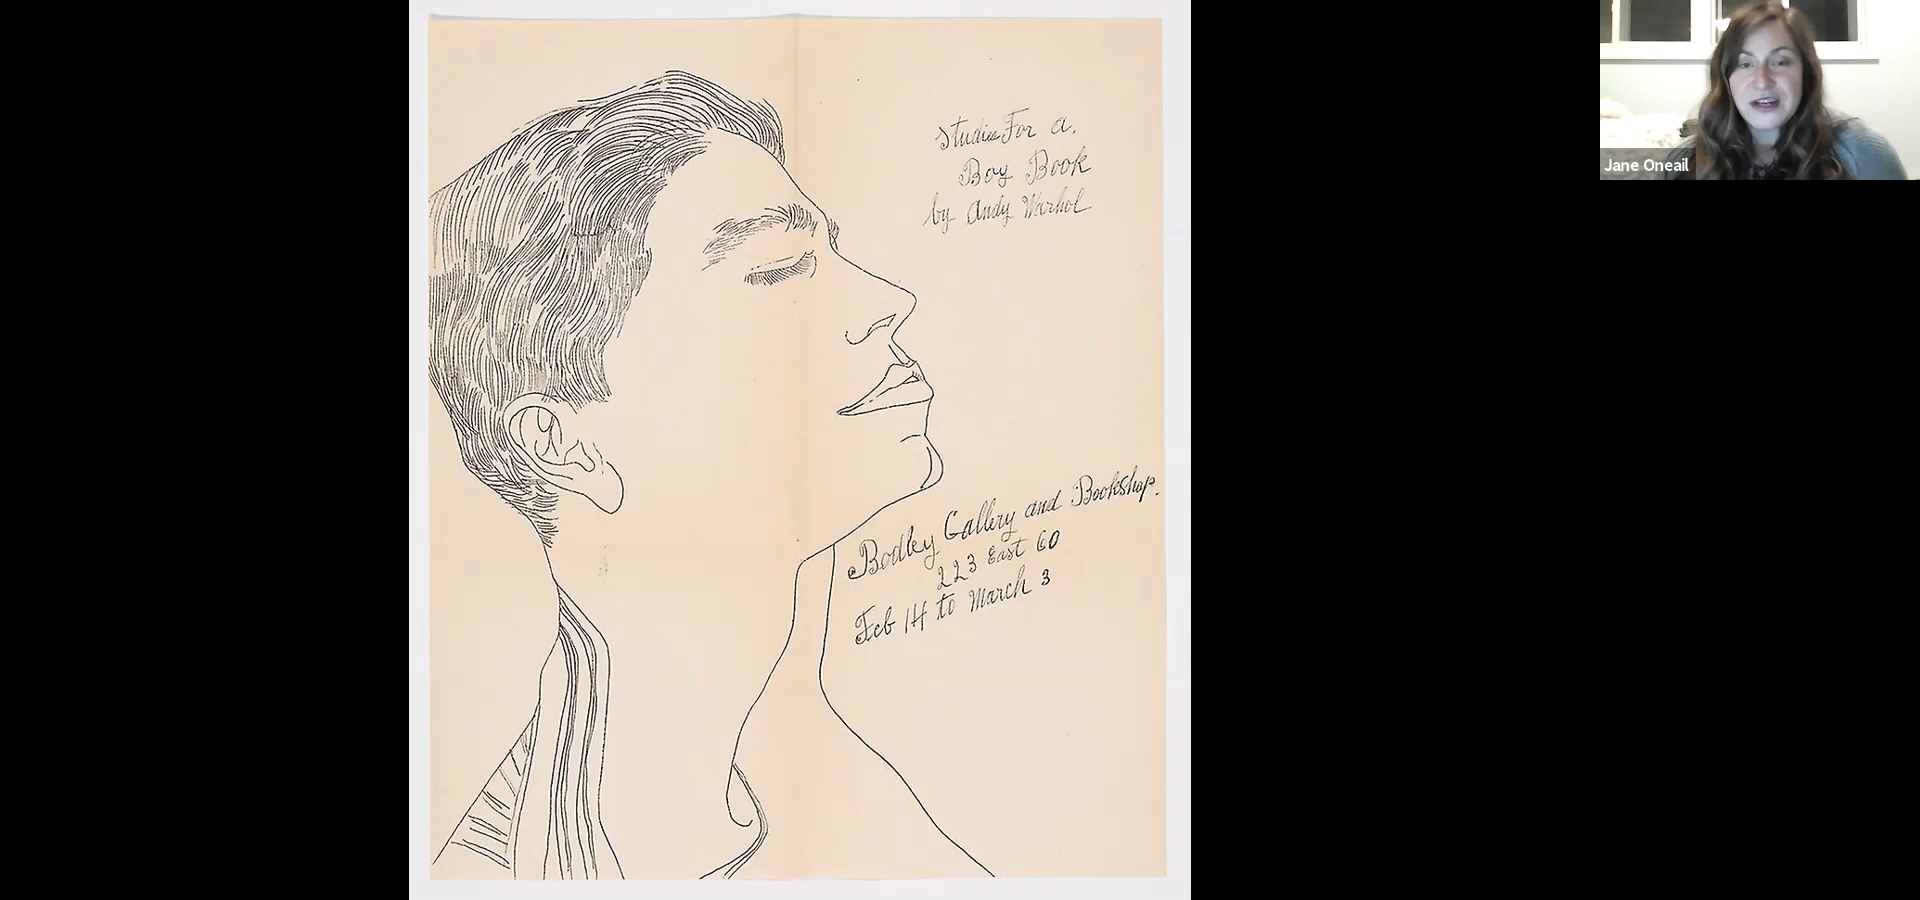 Studies For a.
Boy Book
by Andy Warhol
Bodley Gallery and Bookshop.
223 East 60
Feb 14 to March 3
Jane Oneail